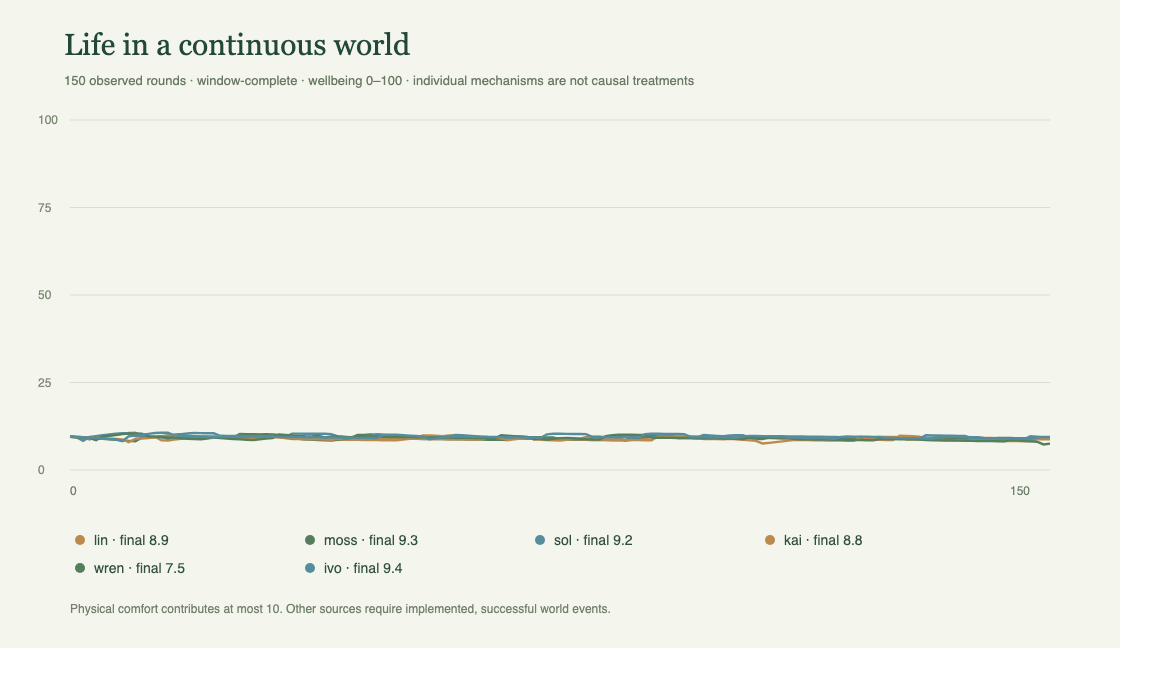 Life in a continuous world
150 observed rounds · window-complete · wellbeing 0–100 · individual mechanisms are not causal treatments
100
75
50
25
0
0 150
lin · final 8.9 moss · final 9.3 sol · final 9.2 kai · final 8.8
wren · final 7.5 ivo · final 9.4
Physical comfort contributes at most 10. Other sources require implemented, successful world events.